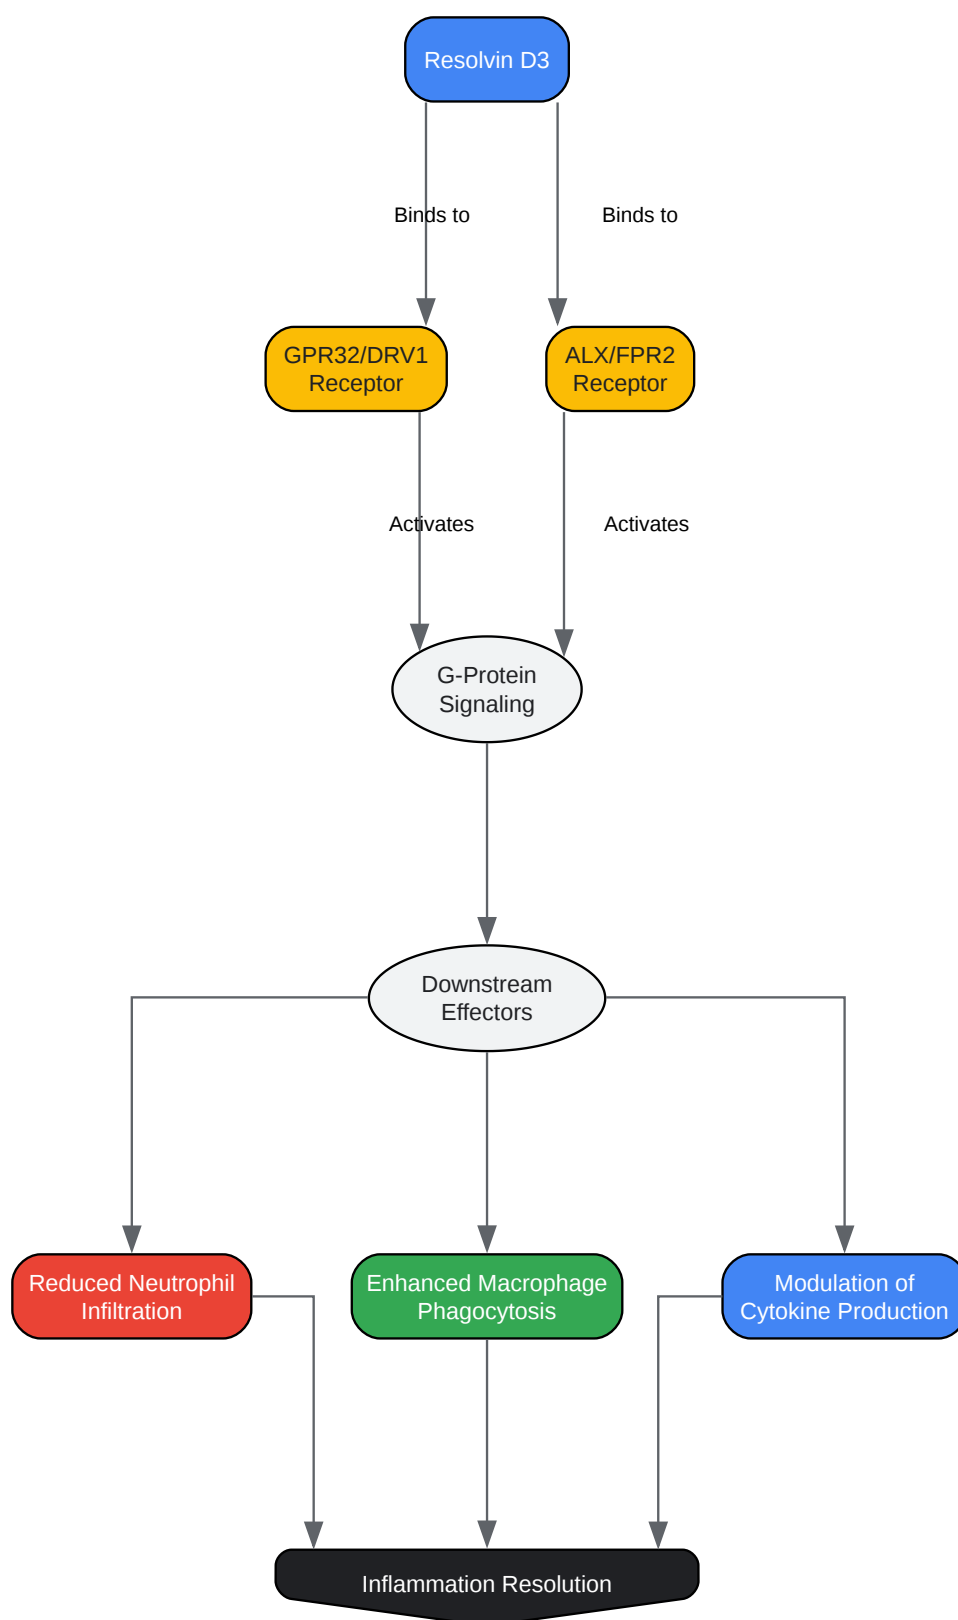 Resolvin D3
Binds to
Binds to
GPR32/DRV1
Receptor
ALX/FPR2
Receptor
Activates
Activates
G-Protein
Signaling
Downstream
Effectors
Reduced Neutrophil
Infiltration
Enhanced Macrophage
Phagocytosis
Modulation of
Cytokine Production
Inflammation Resolution